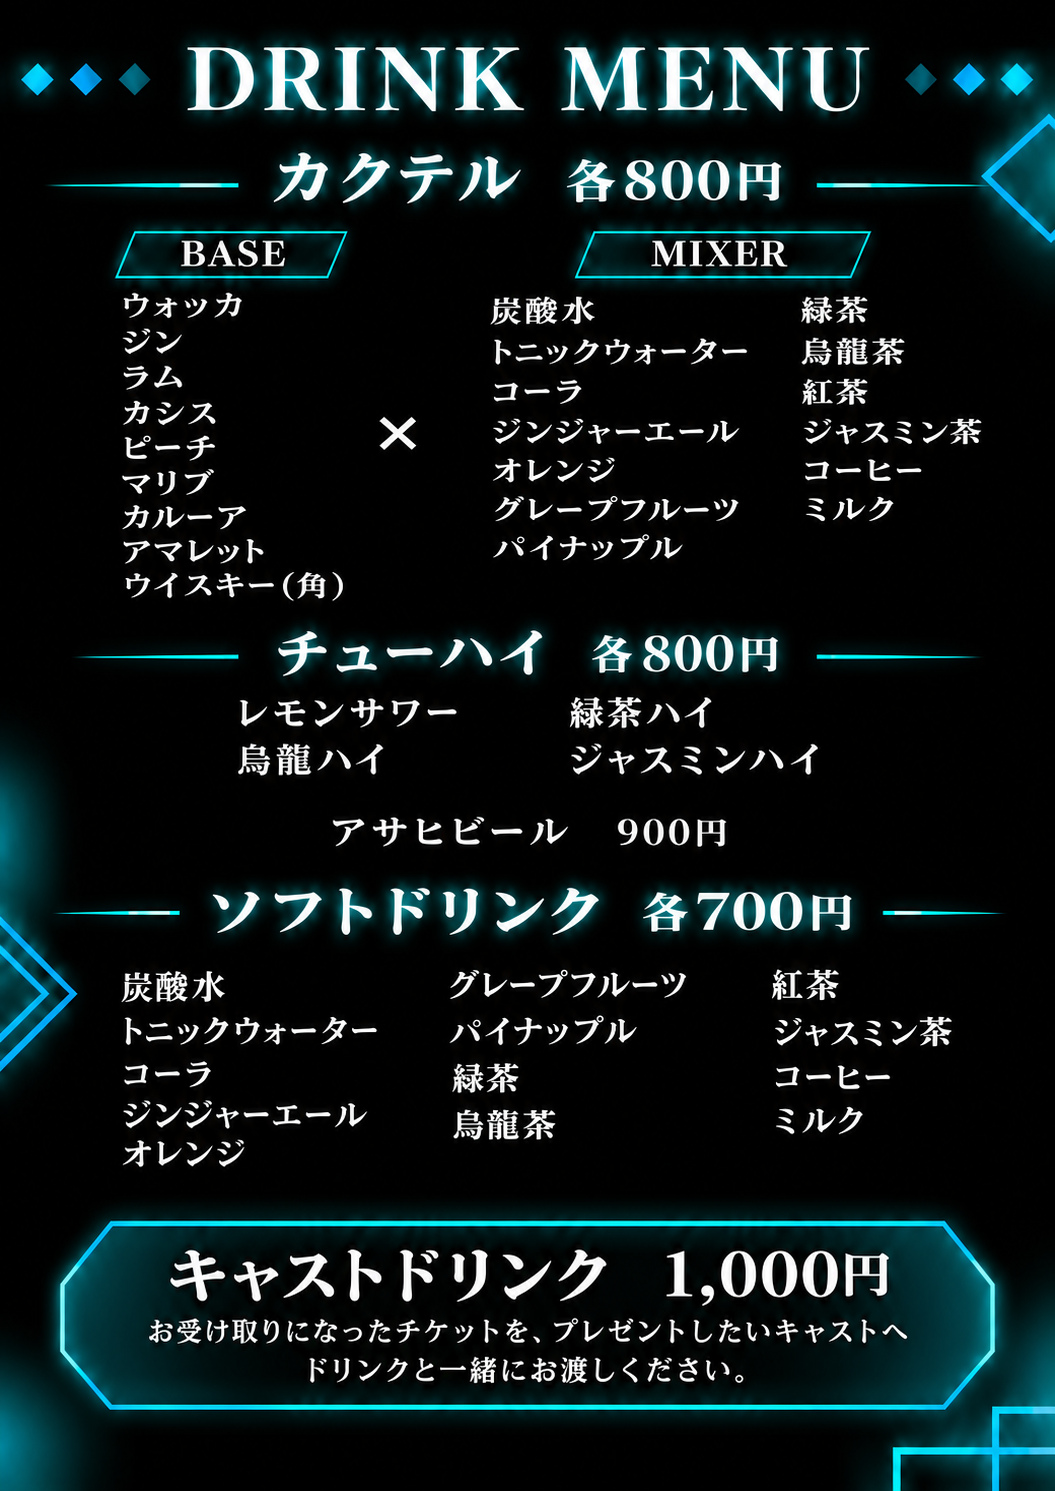 DRINK MENU
カクテル 各800円
BASE
ウォッカ
ジン
ラム
カシス
ピーチ
マリブ
カルーア
アマレット
ウイスキー(角)
×
MIXER
炭酸水
トニックウォーター
コーラ
ジンジャーエール
オレンジ
グレープフルーツ
パイナップル
緑茶
烏龍茶
紅茶
ジャスミン茶
コーヒー
ミルク
チューハイ 各800円
レモンサワー 緑茶ハイ
烏龍ハイ ジャスミンハイ
アサヒビール 900円
ソフトドリンク 各700円
炭酸水
トニックウォーター
コーラ
ジンジャーエール
オレンジ
グレープフルーツ
パイナップル
緑茶
烏龍茶
紅茶
ジャスミン茶
コーヒー
ミルク
キャストドリンク 1,000円
お受け取りになったチケットを、プレゼントしたいキャストへ
ドリンクと一緒にお渡しください。